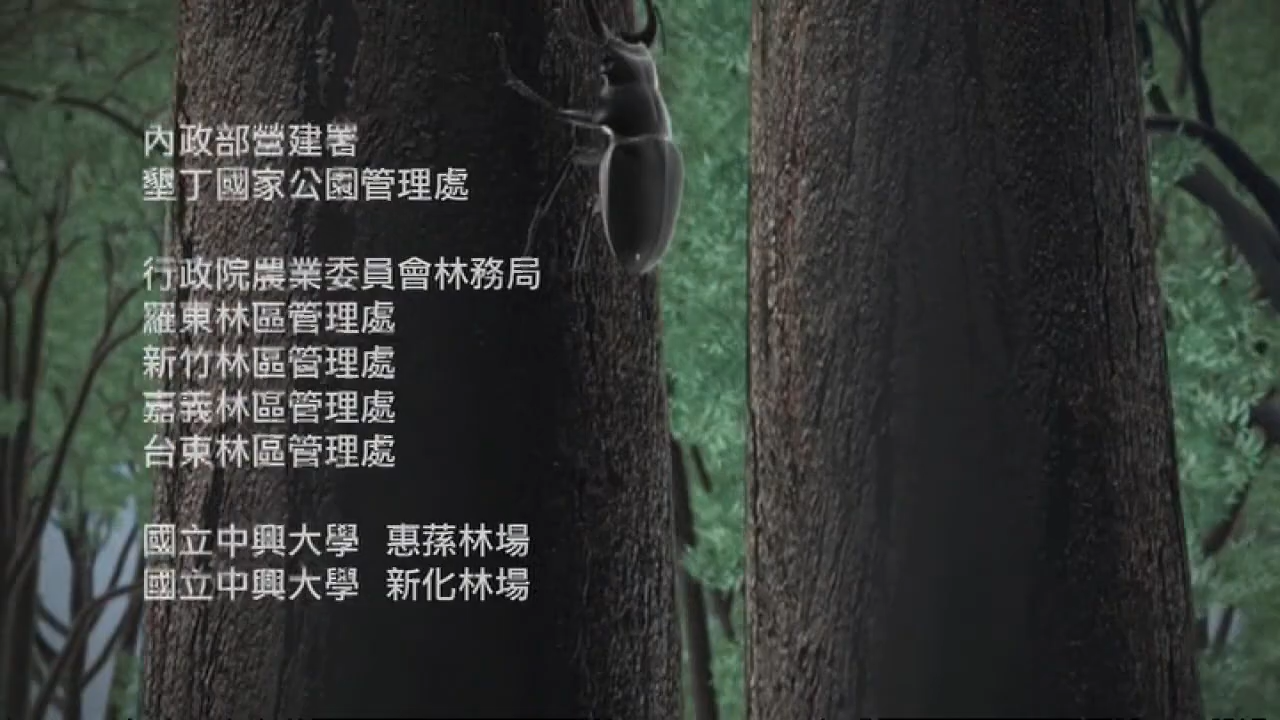 內政部營建署
墾丁國家公園管理處
行政院農業委員會林務局
羅東林區管理處
新竹林區管理處
嘉義林區管理處
台東林區管理處
國立中興大學 惠蓀林場
國立中興大學 新化林場